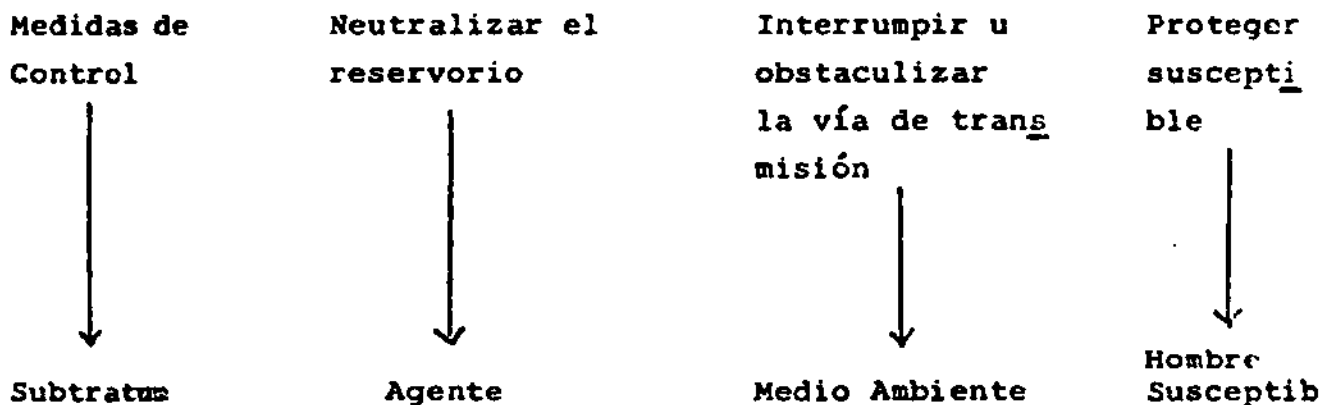 Medidas de Neutralizar el Interrumpir u Proteger
Control reservorio obstaculizar suscepti
la vía de trans ble
misión
Hombre
Subtratum Agente Medio Ambiente Susceptib